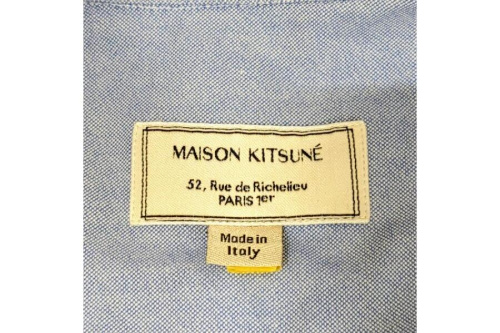 MAISON KITSUNÉ
52, Rue de Richelieu
PARIS 1er
Made in
Italy